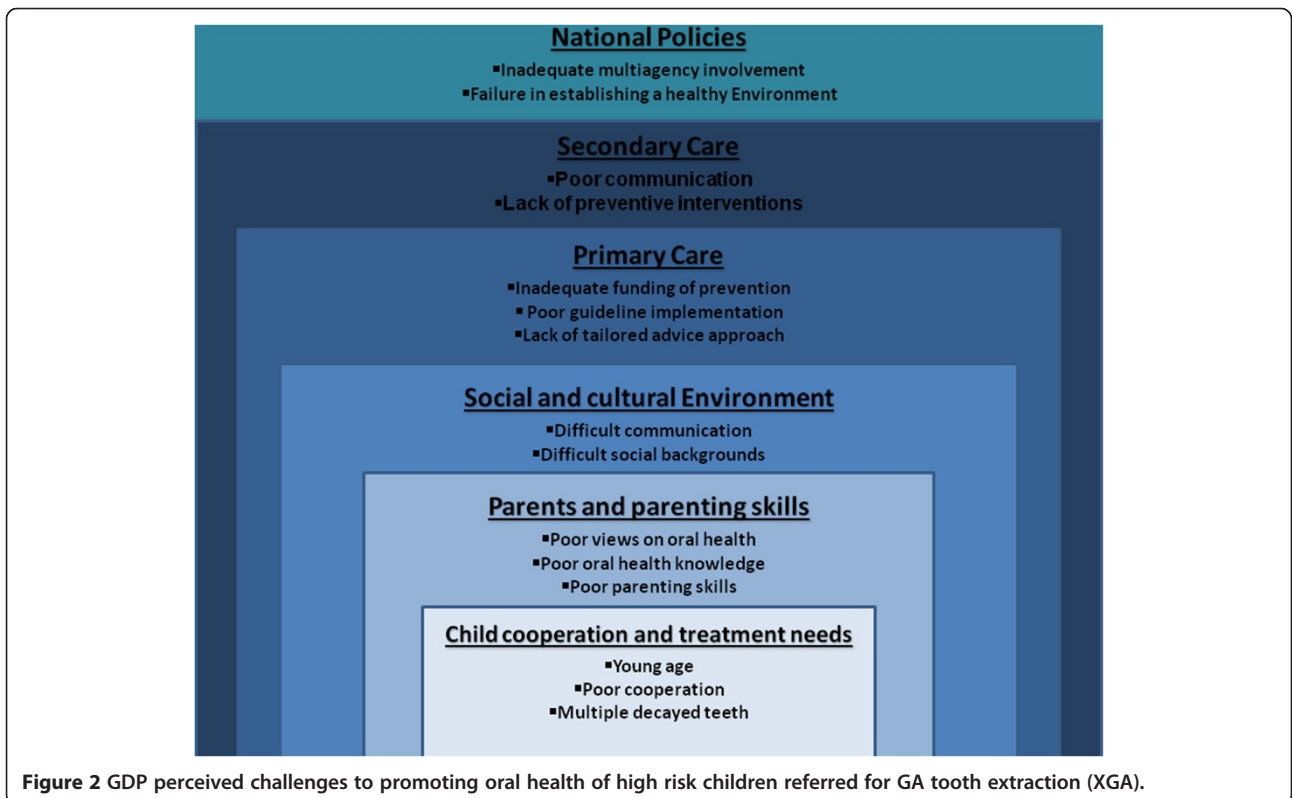 National Policies
▪Inadequate multiagency involvement
▪Failure in establishing a healthy Environment
Secondary Care
▪Poor communication
▪Lack of preventive interventions
Primary Care
▪Inadequate funding of prevention
▪ Poor guideline implementation
▪Lack of tailored advice approach
Social and cultural Environment
▪Difficult communication
▪Difficult social backgrounds
Parents and parenting skills
▪Poor views on oral health
▪Poor oral health knowledge
▪Poor parenting skills
Child cooperation and treatment needs
▪Young age
▪Poor cooperation
▪Multiple decayed teeth
Figure 2 GDP perceived challenges to promoting oral health of high risk children referred for GA tooth extraction (XGA).